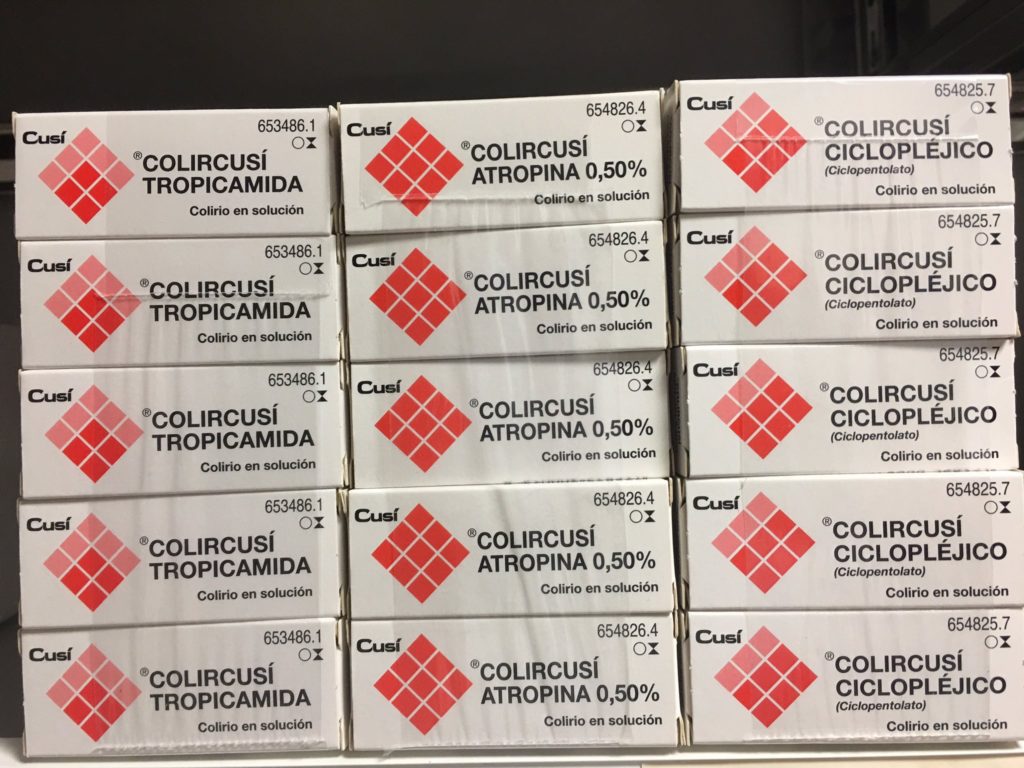 Cusí
653486.1
®COLIRCUSÍ
TROPICAMIDA
Colirio en solución
Cusí
654826.4
®COLIRCUSÍ
ATROPINA 0,50%
Colirio en solución
Cusí
654825.7
®COLIRCUSÍ
CICLOPLÉJICO
(Ciclopentolato)
Colirio en solución
Cusí
653486.1
®COLIRCUSÍ
TROPICAMIDA
Colirio en solución
Cusí
654826.4
®COLIRCUSÍ
ATROPINA 0,50%
Colirio en solución
Cusí
654825.7
®COLIRCUSÍ
CICLOPLÉJICO
(Ciclopentolato)
Colirio en solución
Cusí
653486.1
®COLIRCUSÍ
TROPICAMIDA
Colirio en solución
Cusí
654826.4
®COLIRCUSÍ
ATROPINA 0,50%
Colirio en solución
Cusí
654825.7
®COLIRCUSÍ
CICLOPLÉJICO
(Ciclopentolato)
Colirio en solución
Cusí
653486.1
®COLIRCUSÍ
TROPICAMIDA
Colirio en solución
Cusí
654826.4
®COLIRCUSÍ
ATROPINA 0,50%
Colirio en solución
Cusí
654825.7
®COLIRCUSÍ
CICLOPLÉJICO
(Ciclopentolato)
Colirio en solución
Cusí
653486.1
®COLIRCUSÍ
TROPICAMIDA
Colirio en solución
Cusí
654826.4
®COLIRCUSÍ
ATROPINA 0,50%
Colirio en solución
Cusí
654825.7
®COLIRCUSÍ
CICLOPLÉJICO
(Ciclopentolato)
Colirio en solución